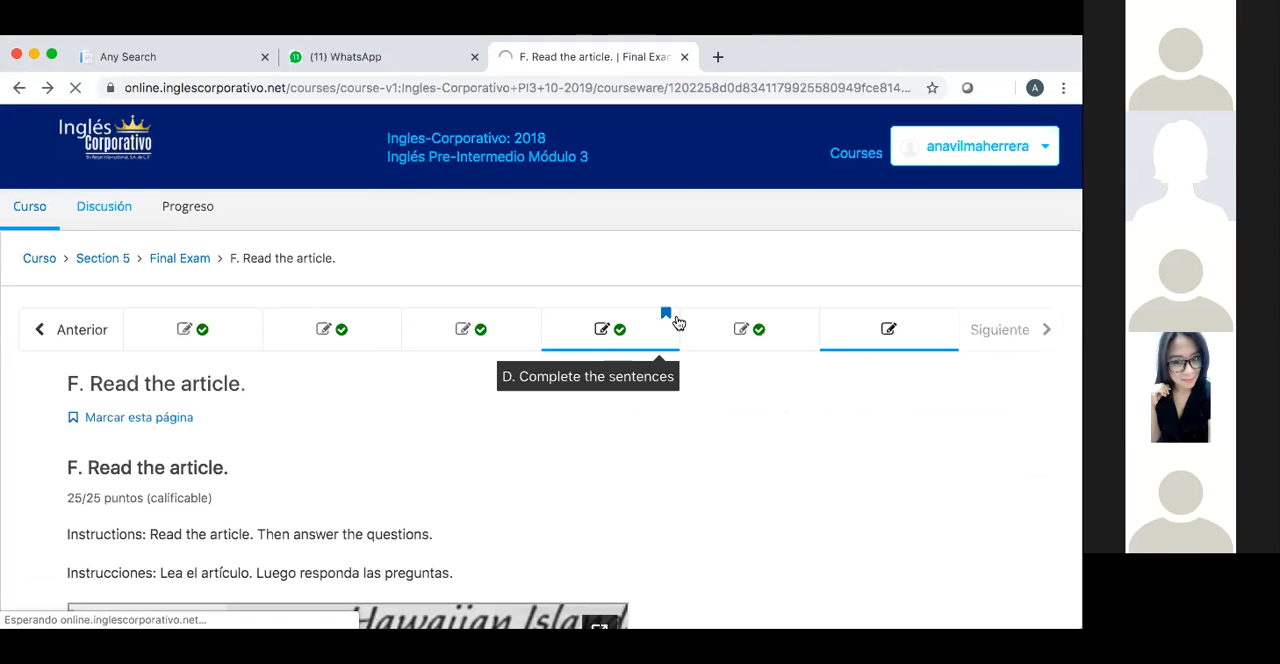 Any Search
(11) WhatsApp
F. Read the article. | Final Exar
online.inglescorporativo.net/courses/course-v1:Ingles-Corporativo+PI3+10-2019/courseware/1202258d0d8341179925580949fce814...
A
Inglés
Corporativo
Ingles-Corporativo: 2018
Inglés Pre-Intermedio Módulo 3
Courses
anavilmaherrera
Curso
Discusión
Progreso
Curso > Section 5 > Final Exam > F. Read the article.
Anterior
Siguiente
D. Complete the sentences
F. Read the article.
Marcar esta página
F. Read the article.
25/25 puntos (calificable)
Instructions: Read the article. Then answer the questions.
Instrucciones: Lea el artículo. Luego responda las preguntas.
Hawaiian Island
Esperando online.inglescorporativo.net...